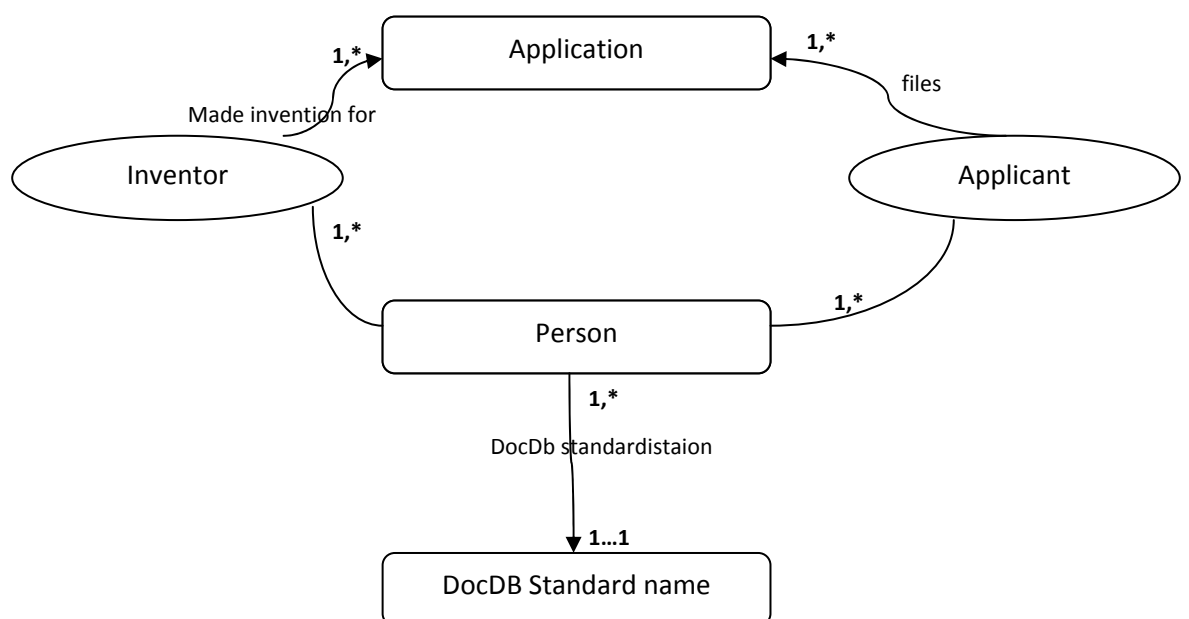 Application
1,*
1,*
files
Made invention for
Inventor
Applicant
1,*
1,*
Person
1,*
DocDb standardistaion
1...1
DocDB Standard name